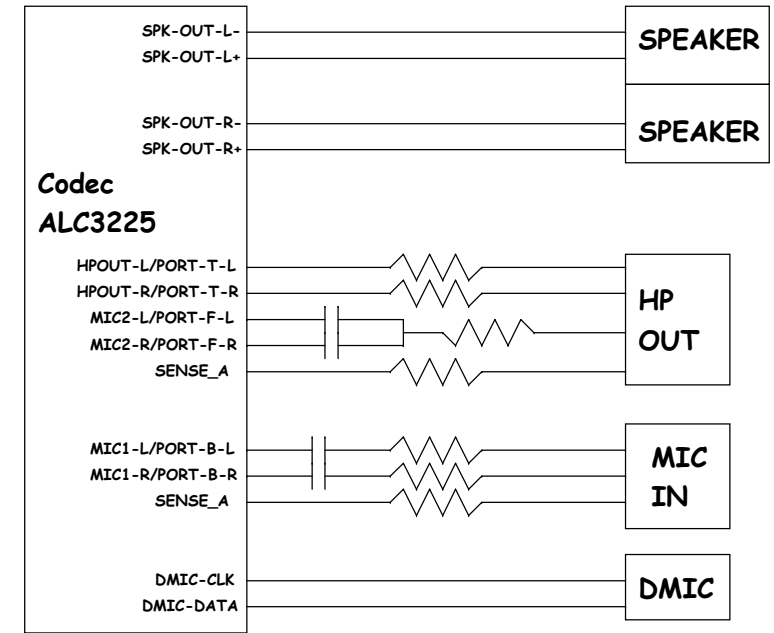 SPK-OUT-L-
SPK-OUT-L+
SPEAKER
SPK-OUT-R-
SPK-OUT-R+
SPEAKER
Codec
ALC3225
HPOUT-L/PORT-T-L
HPOUT-R/PORT-T-R
MIC2-L/PORT-F-L
MIC2-R/PORT-F-R
SENSE_A
HP
OUT
MIC1-L/PORT-B-L
MIC1-R/PORT-B-R
SENSE_A
MIC
IN
DMIC-CLK
DMIC-DATA
DMIC